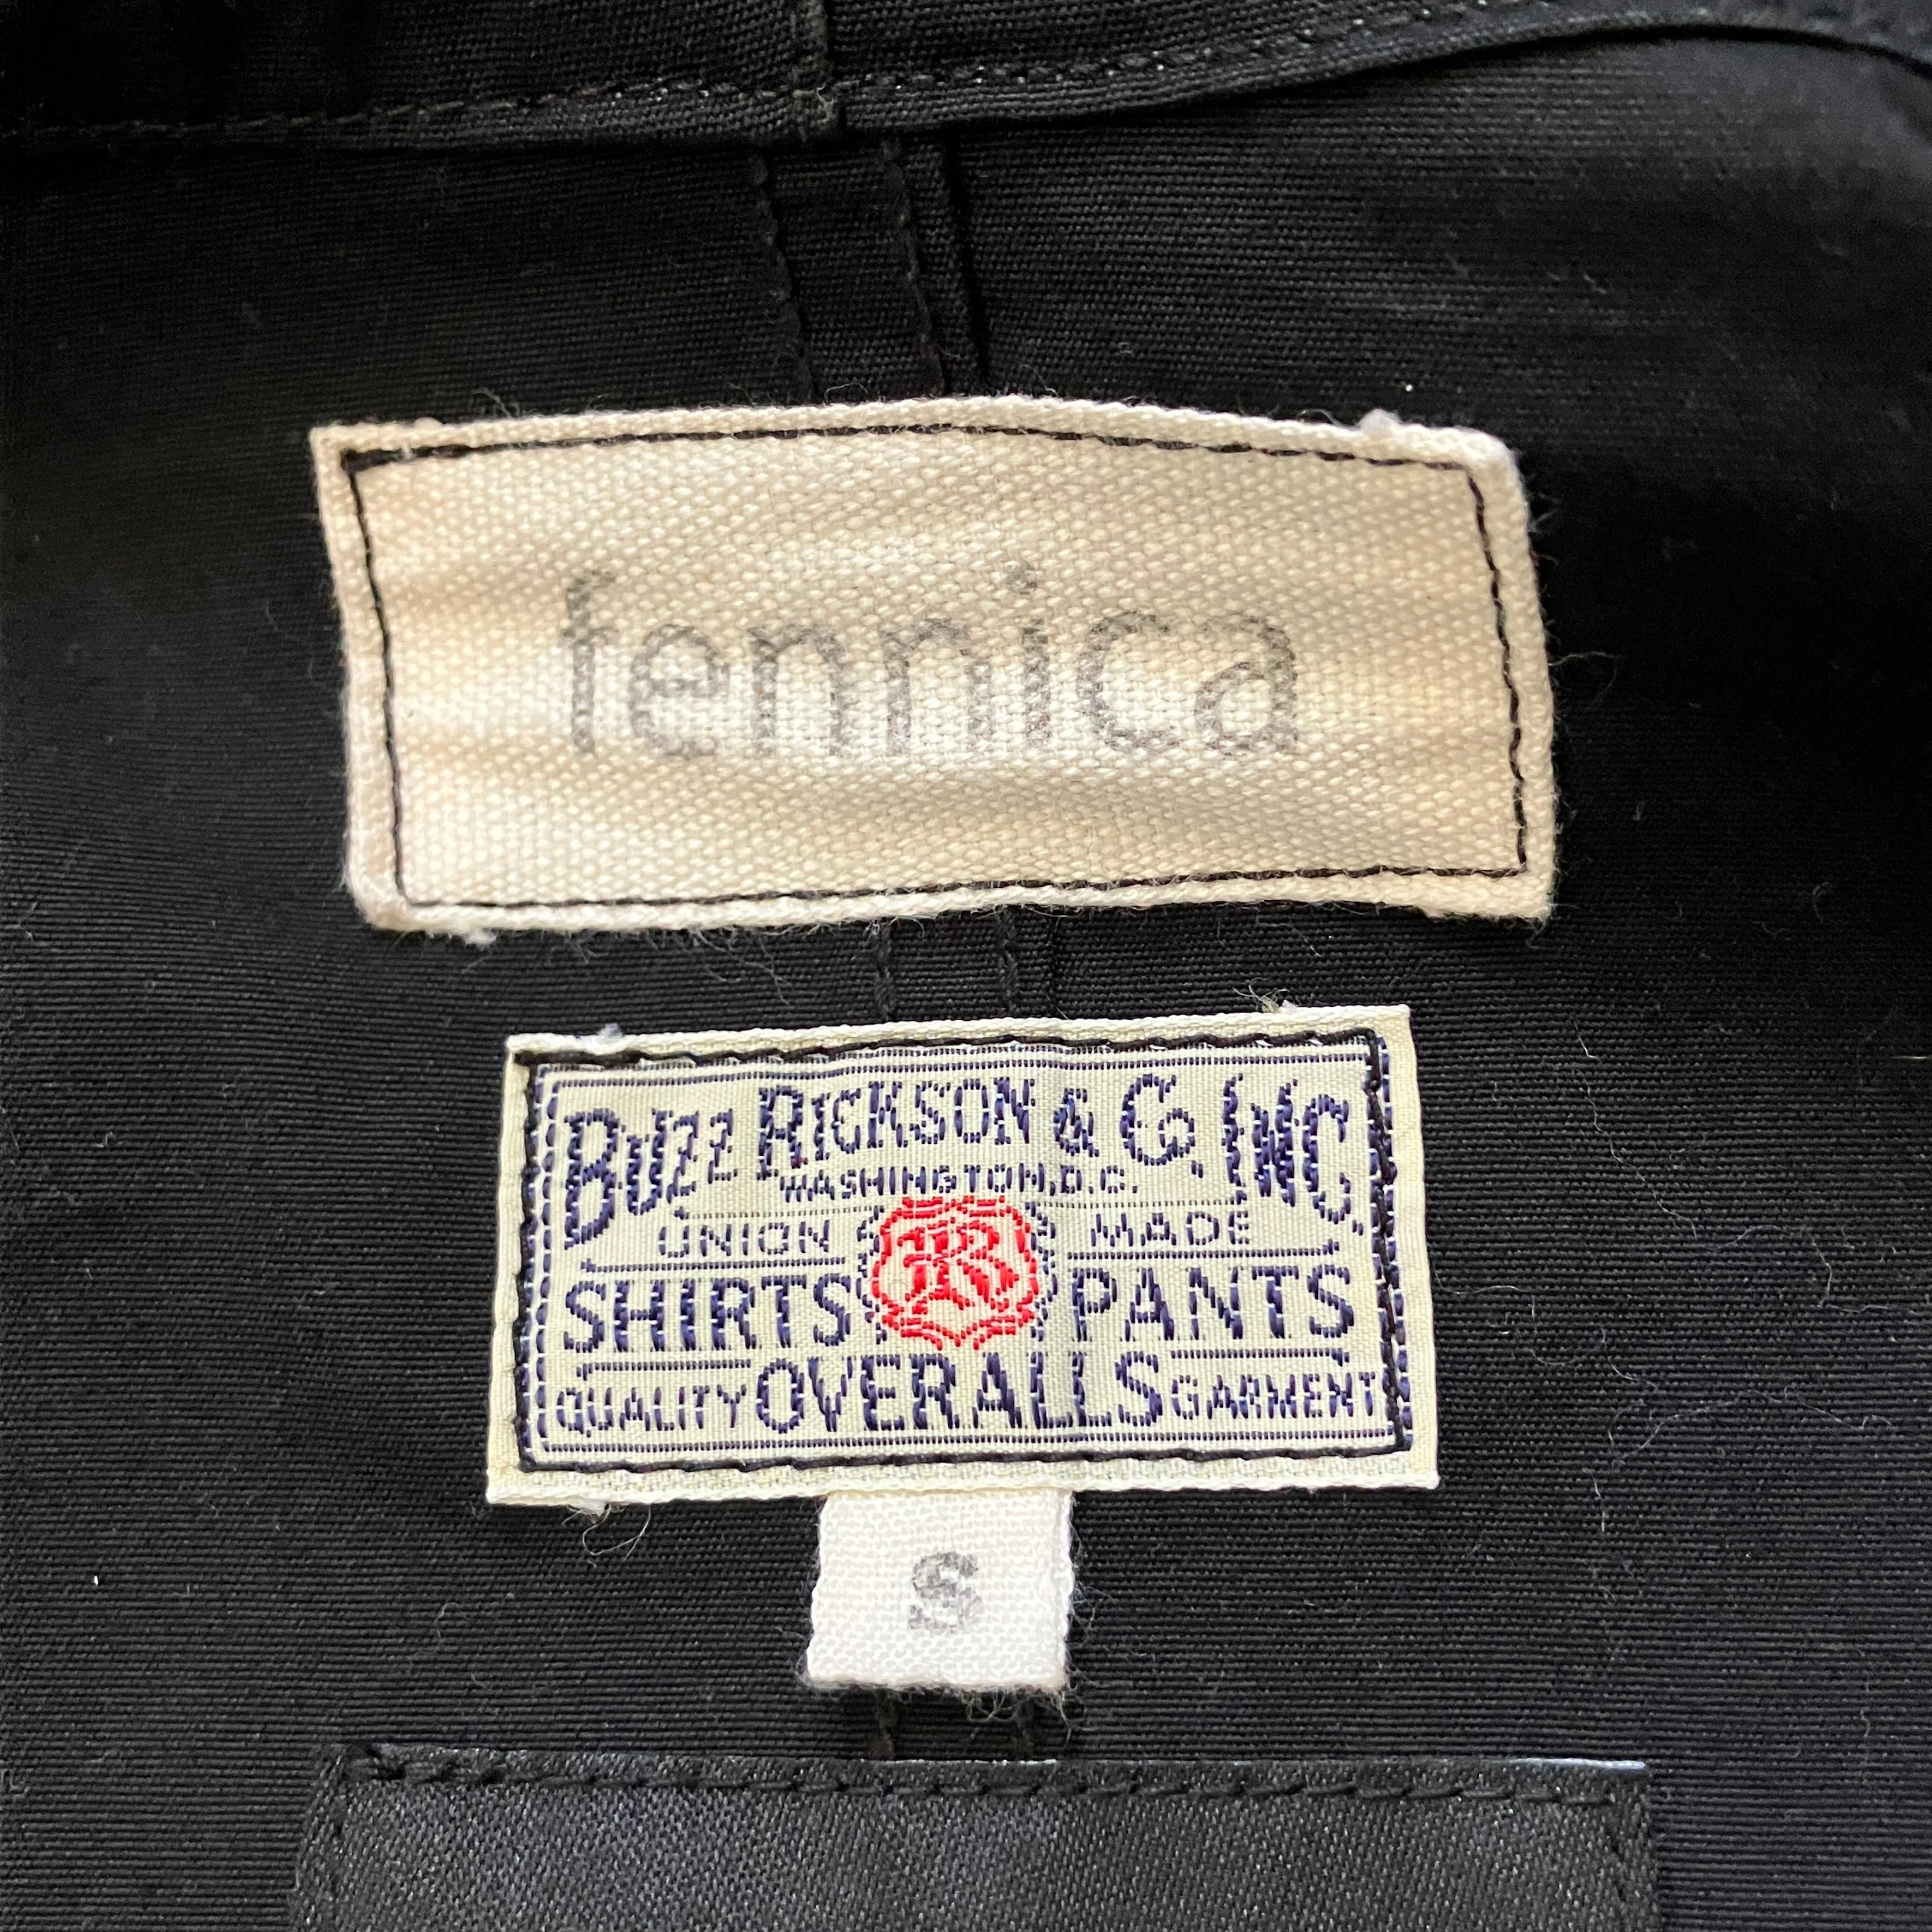 fennica
BUZZ RICKSON & CO. INC.
WASHINGTON, D.C.
UNION MADE
R
SHIRTS PANTS
QUALITY OVERALLS GARMENT
S